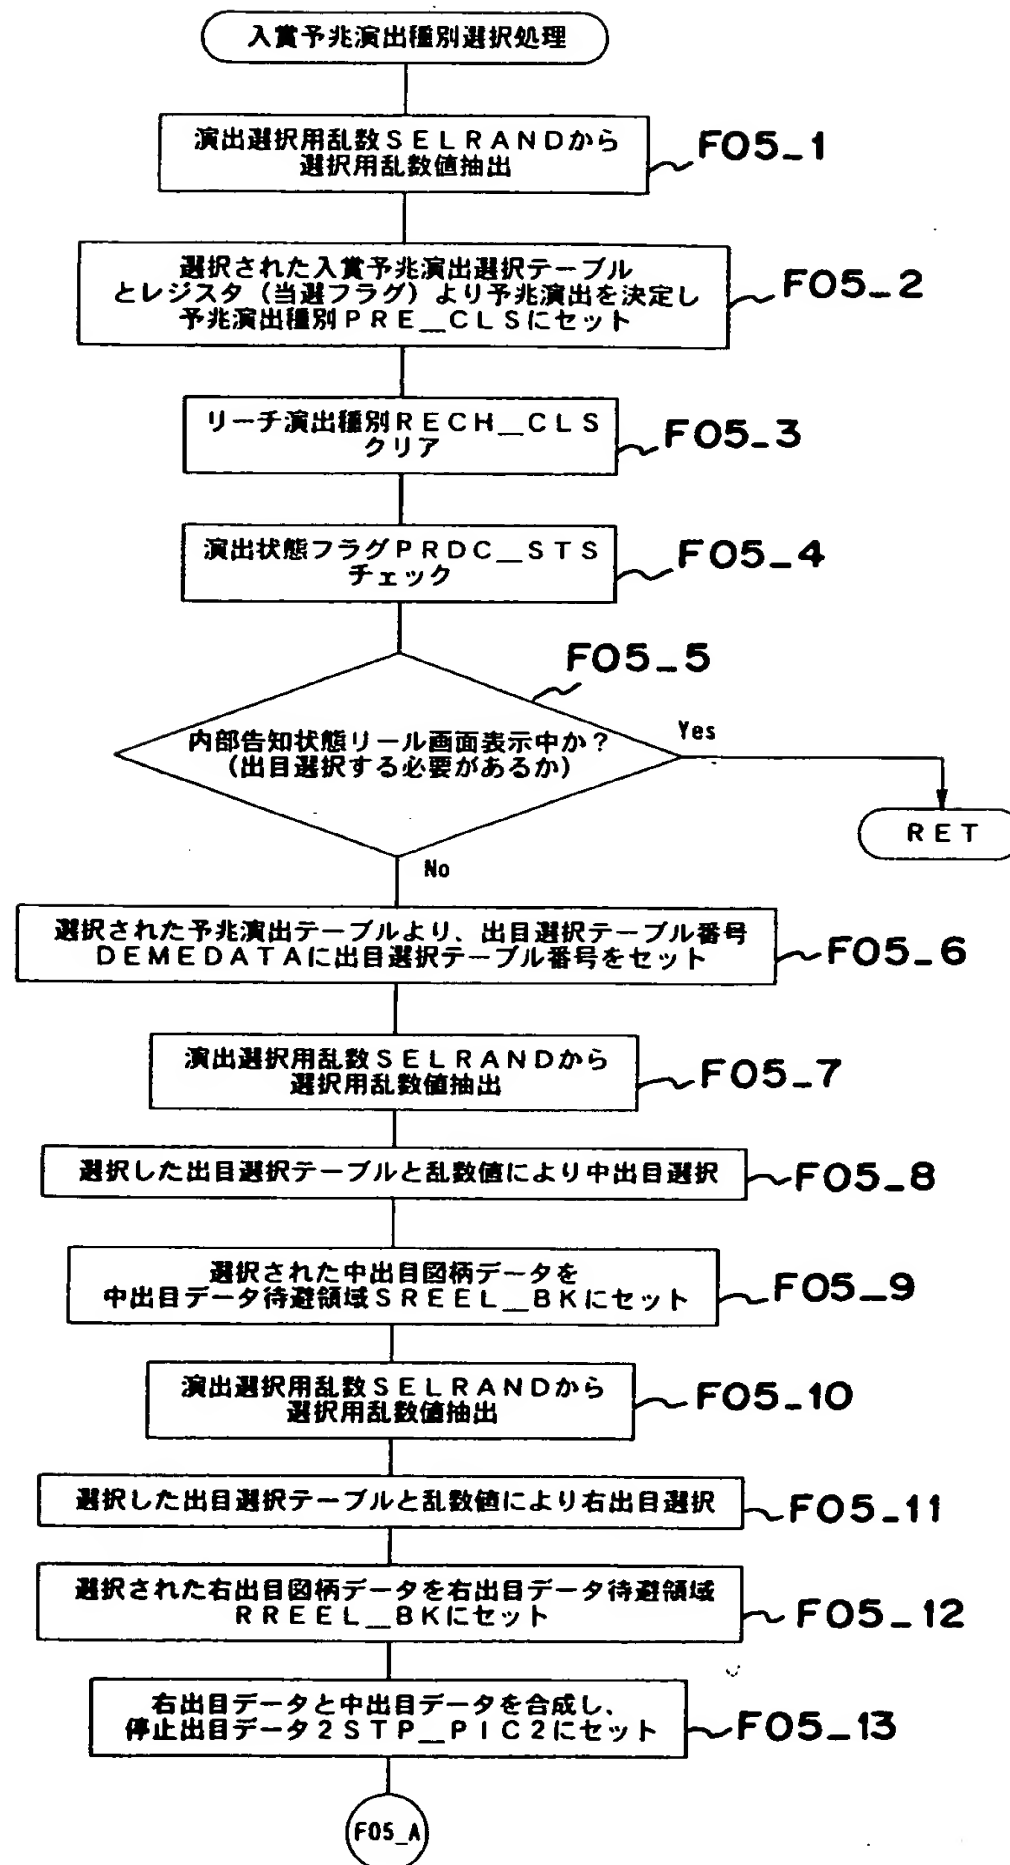 入賞予兆演出種別選択処理
演出選択用乱数SELRANDから
選択用乱数値抽出
F05_1
選択された入賞予兆演出選択テーブル
とレジスタ（当選フラグ）より予兆演出を決定し
予兆演出種別PRE__CLSにセット
F05_2
リーチ演出種別RECH__CLS
クリア
F05_3
演出状態フラグPRDC__STS
チェック
F05_4
F05_5
内部告知状態リール画面表示中か？
（出目選択する必要があるか）
Yes
RET
No
選択された予兆演出テーブルより、出目選択テーブル番号
DEMEDATAに出目選択テーブル番号をセット
F05_6
演出選択用乱数SELRANDから
選択用乱数値抽出
F05_7
選択した出目選択テーブルと乱数値により中出目選択
F05_8
選択された中出目図柄データを
中出目データ待避領域SREEL__BKにセット
F05_9
演出選択用乱数SELRANDから
選択用乱数値抽出
F05_10
選択した出目選択テーブルと乱数値により右出目選択
F05_11
選択された右出目図柄データを右出目データ待避領域
RREEL__BKにセット
F05_12
右出目データと中出目データを合成し、
停止出目データ2STP__PIC2にセット
F05_13
F05_A